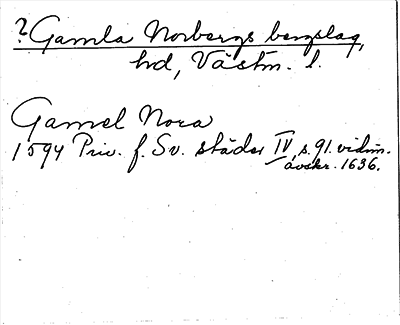 ? Gamla Norbergs bergslag,
hd, Västm. l.
Gamel Nora
1594 Priv. f. Sv. städer IV, s. 91. vidim.
avskr. 1636.